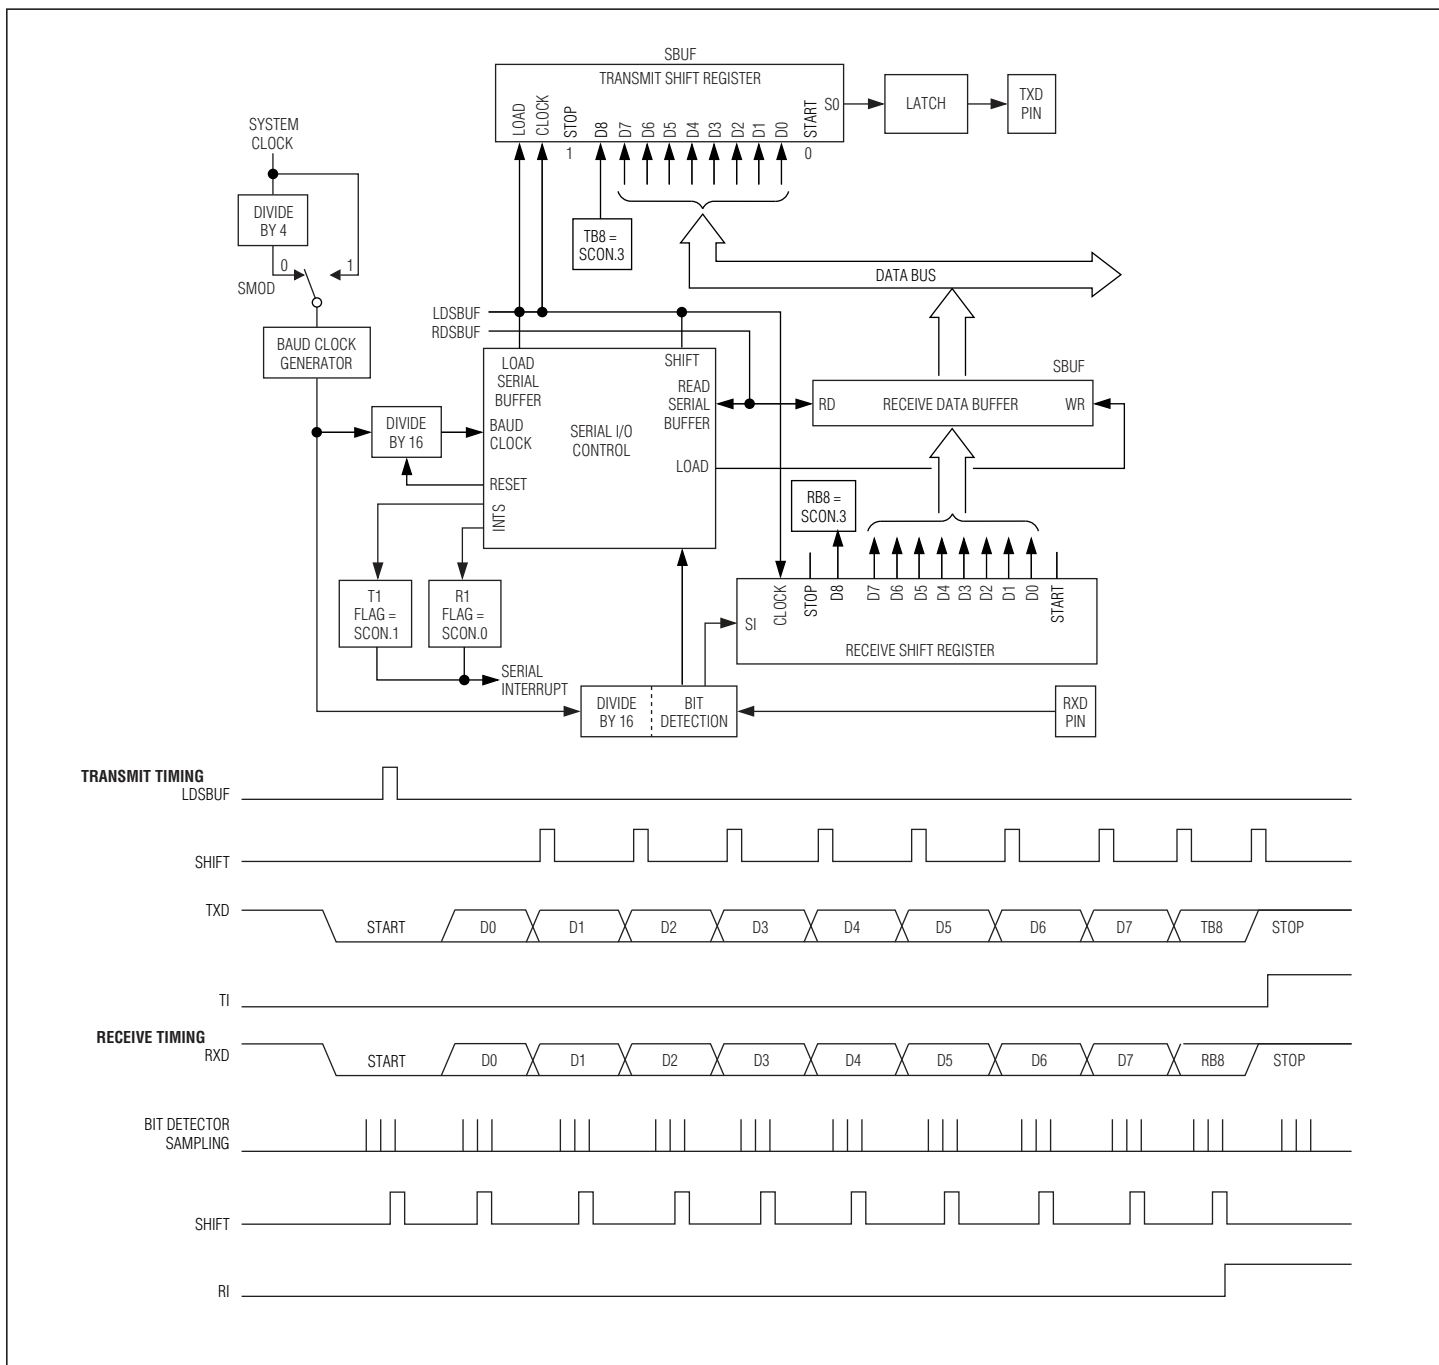 SBUF
TRANSMIT SHIFT REGISTER
LOAD
CLOCK
STOP
D8
D7
D6
D5
D4
D3
D2
D1
D0
START
S0
1
0
LATCH
TXD
PIN
SYSTEM
CLOCK
DIVIDE
BY 4
0
1
SMOD
BAUD CLOCK
GENERATOR
TB8 =
SCON.3
DATA BUS
LDSBUF
RDSBUF
LOAD
SERIAL
BUFFER
SHIFT
READ
SERIAL
BUFFER
BAUD
CLOCK
SERIAL I/O
CONTROL
LOAD
RESET
INTS
DIVIDE
BY 16
SBUF
RD
RECEIVE DATA BUFFER
WR
RB8 =
SCON.3
T1
FLAG =
SCON.1
R1
FLAG =
SCON.0
SERIAL
INTERRUPT
SI
CLOCK
STOP
D8
D7
D6
D5
D4
D3
D2
D1
D0
START
RECEIVE SHIFT REGISTER
DIVIDE
BY 16
BIT
DETECTION
RXD
PIN
TRANSMIT TIMING
LDSBUF
SHIFT
TXD
START
D0
D1
D2
D3
D4
D5
D6
D7
TB8
STOP
TI
RECEIVE TIMING
RXD
START
D0
D1
D2
D3
D4
D5
D6
D7
RB8
STOP
BIT DETECTOR
SAMPLING
SHIFT
RI